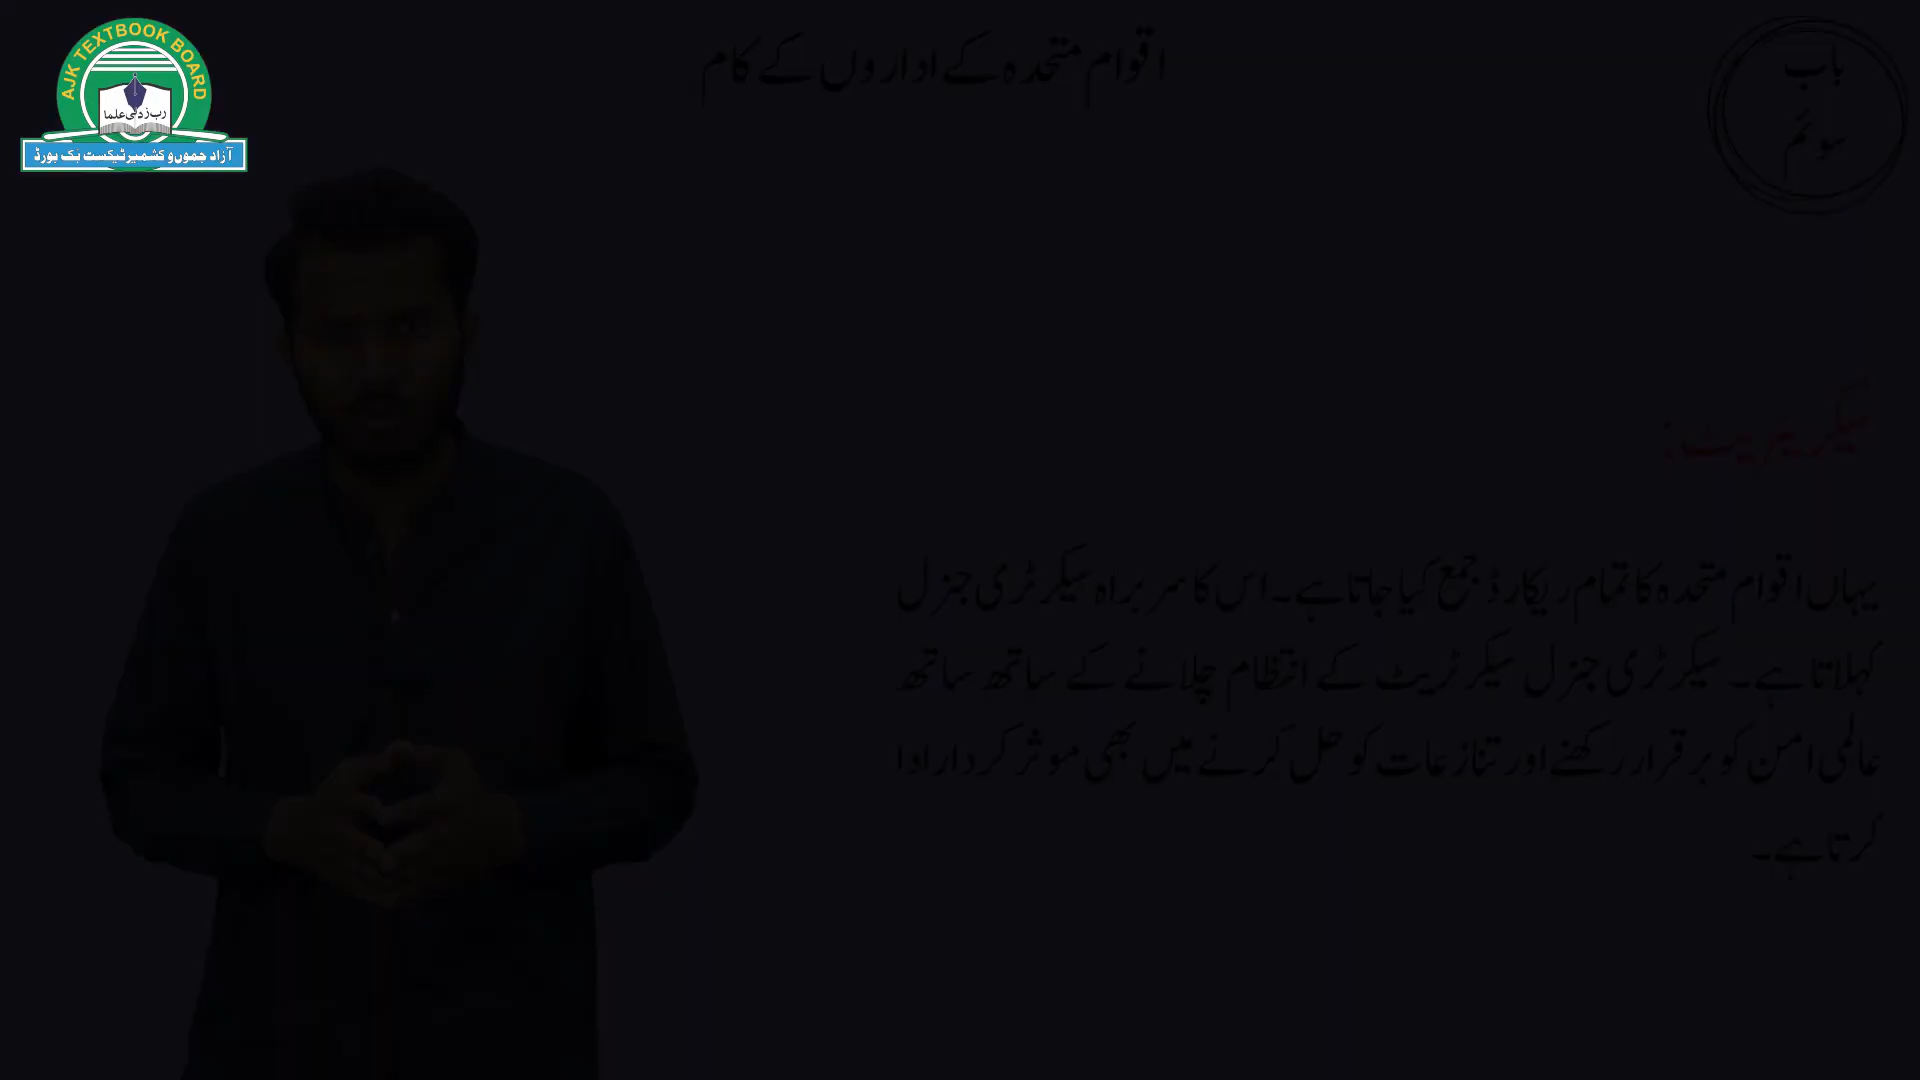 AJK TEXTBOOK BOARD
رب زدنی علما
آزاد جموں و کشمیر ٹیکسٹ بک بورڈ
اقوام متحدہ کے اداروں کے کام
باب
سوئم
سیکریٹریٹ:
یہاں اقوام متحدہ کا تمام ریکارڈ جمع کیا جاتا ہے۔ اس کا سربراہ سیکرٹری جنرل
کہلاتا ہے۔ سیکرٹری جنرل سیکرٹریٹ کے انتظام چلانے کے ساتھ ساتھ
عالمی امن کو برقرار رکھنے اور تنازعات کو حل کرنے میں بھی موثر کردار ادا
کرتا ہے۔